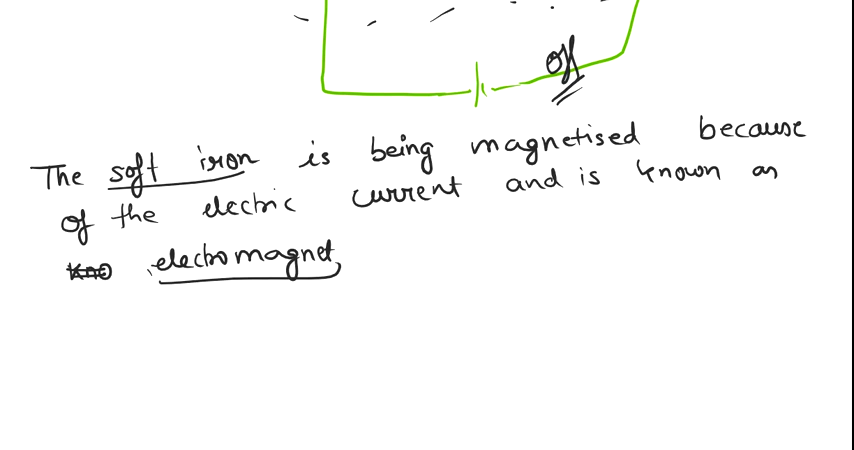 Off
The soft iron is being magnetised because
of the electric current and is known as
electromagnet